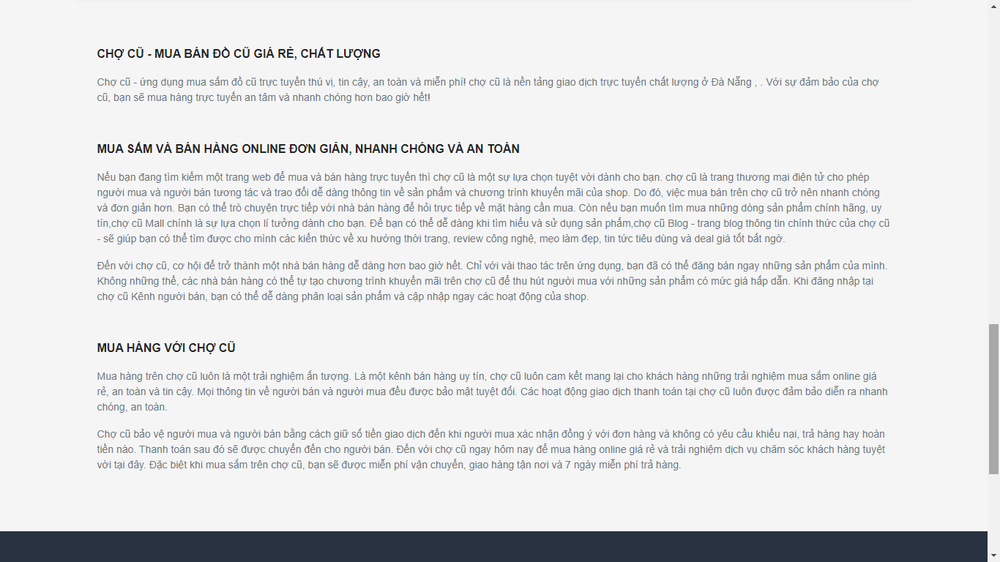 CHỢ CŨ - MUA BÁN ĐỒ CŨ GIÁ RẺ, CHẤT LƯỢNG
Chợ cũ - ứng dụng mua sắm đồ cũ trực tuyến thú vị, tin cậy, an toàn và miễn phí! chợ cũ là nền tảng giao dịch trực tuyến chất lượng ở Đà Nẵng , . Với sự đảm bảo của chợ
cũ, bạn sẽ mua hàng trực tuyến an tâm và nhanh chóng hơn bao giờ hết!
MUA SẮM VÀ BÁN HÀNG ONLINE ĐƠN GIẢN, NHANH CHÓNG VÀ AN TOÀN
Nếu bạn đang tìm kiếm một trang web để mua và bán hàng trực tuyến thì chợ cũ là một sự lựa chọn tuyệt vời dành cho bạn. chợ cũ là trang thương mại điện tử cho phép
người mua và người bán tương tác và trao đổi dễ dàng thông tin về sản phẩm và chương trình khuyến mãi của shop. Do đó, việc mua bán trên chợ cũ trở nên nhanh chóng
và đơn giản hơn. Bạn có thể trò chuyện trực tiếp với nhà bán hàng để hỏi trực tiếp về mặt hàng cần mua. Còn nếu bạn muốn tìm mua những dòng sản phẩm chính hãng, uy
tín,chợ cũ Mall chính là sự lựa chọn lí tưởng dành cho bạn. Để bạn có thể dễ dàng khi tìm hiểu và sử dụng sản phẩm,chợ cũ Blog - trang blog thông tin chính thức của chợ cũ
- sẽ giúp bạn có thể tìm được cho mình các kiến thức về xu hướng thời trang, review công nghệ, mẹo làm đẹp, tin tức tiêu dùng và deal giá tốt bất ngờ.
Đến với chợ cũ, cơ hội để trở thành một nhà bán hàng dễ dàng hơn bao giờ hết. Chỉ với vài thao tác trên ứng dụng, bạn đã có thể đăng bán ngay những sản phẩm của mình.
Không những thế, các nhà bán hàng có thể tự tạo chương trình khuyến mãi trên chợ cũ để thu hút người mua với những sản phẩm có mức giá hấp dẫn. Khi đăng nhập tại
chợ cũ Kênh người bán, bạn có thể dễ dàng phân loại sản phẩm và cập nhập ngay các hoạt động của shop.
MUA HÀNG VỚI CHỢ CŨ
Mua hàng trên chợ cũ luôn là một trải nghiệm ấn tượng. Là một kênh bán hàng uy tín, chợ cũ luôn cam kết mang lại cho khách hàng những trải nghiệm mua sắm online giá
rẻ, an toàn và tin cậy. Mọi thông tin về người bán và người mua đều được bảo mật tuyệt đối. Các hoạt động giao dịch thanh toán tại chợ cũ luôn được đảm bảo diễn ra nhanh
chóng, an toàn.
Chợ cũ bảo vệ người mua và người bán bằng cách giữ số tiền giao dịch đến khi người mua xác nhận đồng ý với đơn hàng và không có yêu cầu khiếu nại, trả hàng hay hoàn
tiền nào. Thanh toán sau đó sẽ được chuyển đến cho người bán. Đến với chợ cũ ngay hôm nay để mua hàng online giá rẻ và trải nghiệm dịch vụ chăm sóc khách hàng tuyệt
vời tại đây. Đặc biệt khi mua sắm trên chợ cũ, bạn sẽ được miễn phí vận chuyển, giao hàng tận nơi và 7 ngày miễn phí trả hàng.